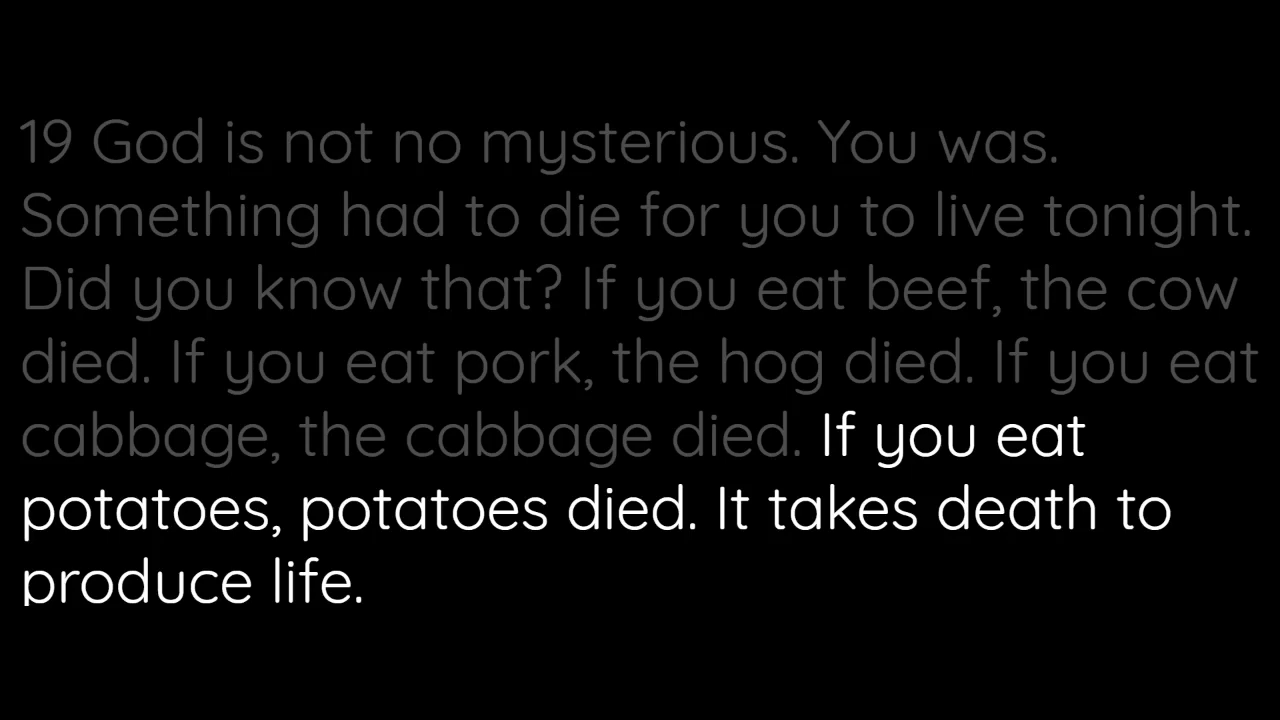 19 God is not no mysterious. You was.
Something had to die for you to live tonight.
Did you know that? If you eat beef, the cow
died. If you eat pork, the hog died. If you eat
cabbage, the cabbage died. If you eat
potatoes, potatoes died. It takes death to
produce life.